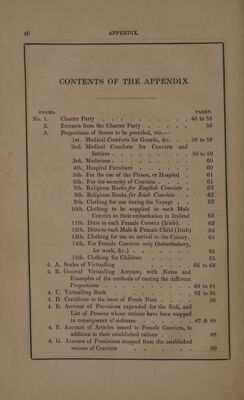 46 APPENDIX.
CONTENTS OF THE APPENDIX.
FORMS. PAGES.
No. 1. Charter Party . . . . . . . . 48 to 55
2. Extracts from the Charter Party . . . . . . 56
3. Proportions of Stores to be provided, viz.—
1st. Medical Comforts for Guards, &c. . . 58 to 59
2nd. Medical Comforts for Convicts and
Settlers . . . . . . . . 58 to 59
3rd. Medicines . . . . . . . . 60
4th. Hospital Furniture . . . . . . 60
5th. For the use of the Prison, or Hospital . 61
6th. For the security of Convicts . . . . 61
7th. Religious Books for English Convicts . 62
8th. Religious Books for Irish Convicts . . 62
9th. Clothing for use during the Voyage . . 62
10th. Clothing to be supplied to each Male
Convict on their embarkation in Ireland 63
11th. Ditto to each Female Convict (Irish) . 63
12th. Ditto to each Male & Female Child (Irish) 64
13th. Clothing for use on arrival in the Colony . 64
14th. For Female Convicts only (haberdashery,
for work, &c.) . . . . . . 65
15th. Clothing for Children . . . . . 65
4. A. Scales of Victualling . . . . . . 66 to 68
4. B. General Victualling Account, with Notes and
Examples of the methods of casting the different
Proportions . . . . . . . 69 to 81
4. C. Victualling Book . . . . . . . 82 to 85
4. D. Certificate to the issue of Fresh Meat . . . . 86
4. E. Account of Provisions expended for the Sick, and
List of Persons whose rations have been stopped
in consequence of sickness . . . . . 87 & 88
4. F. Account of Articles issued to Female Convicts, in
addition to their established rations . . . . 88
4. G. Account of Provisions stopped from the established
rations of Convicts . . . . . . 89